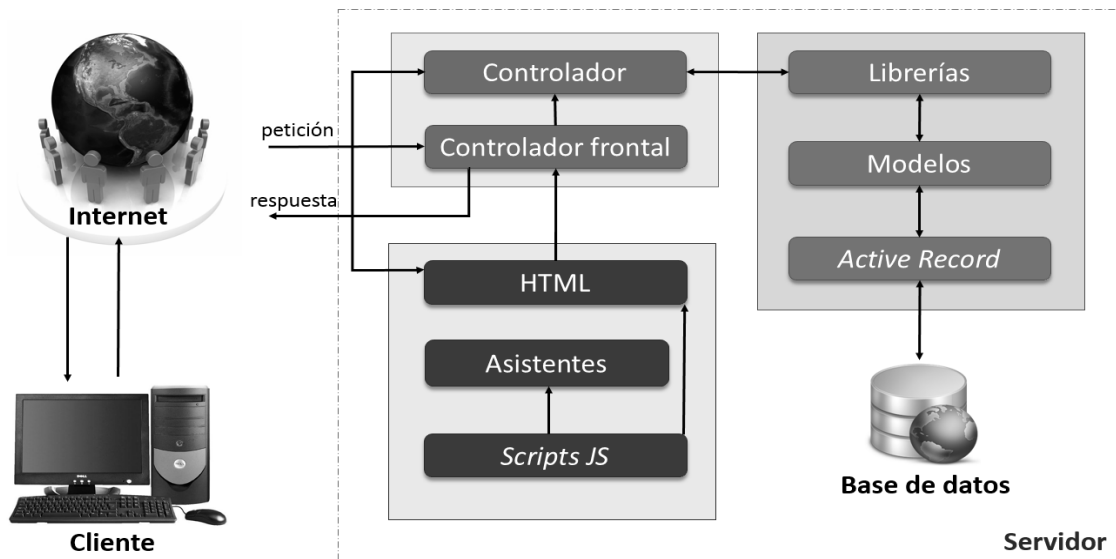 Internet
Cliente
petición
respuesta
Controlador
Controlador frontal
HTML
Asistentes
Scripts JS
Librerías
Modelos
Active Record
Base de datos
Servidor